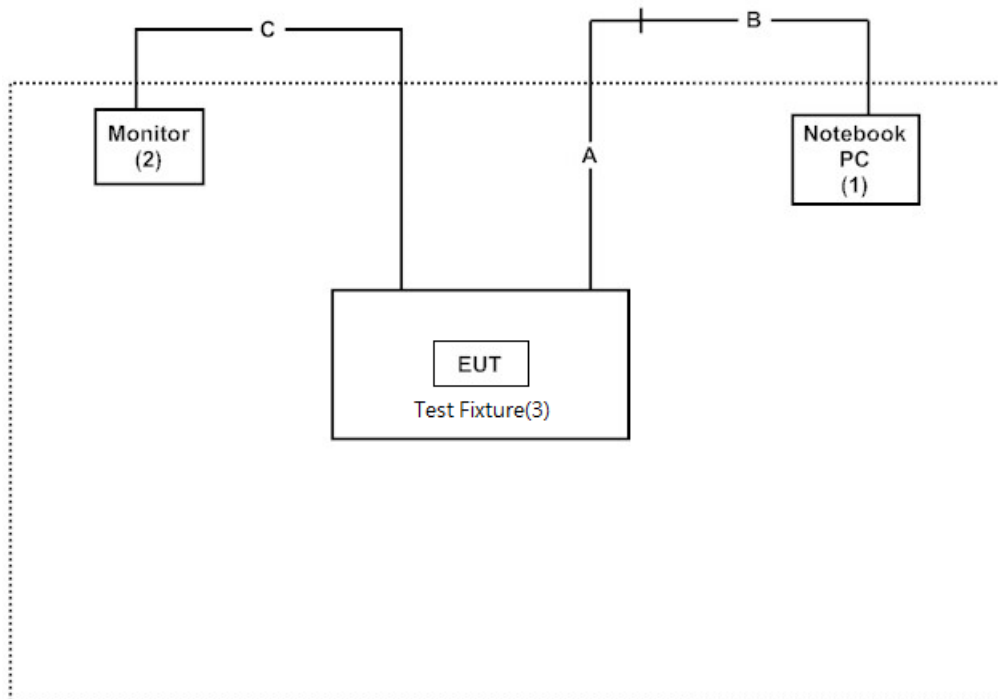 C
B
Monitor
(2)
Notebook
PC
(1)
A
EUT
Test Fixture(3)